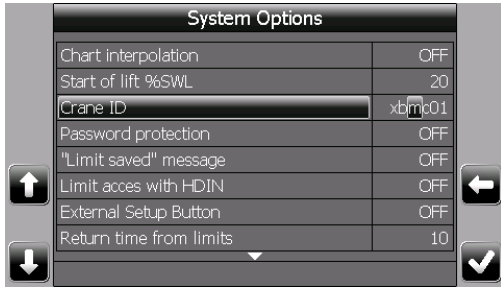 System Options
Chart interpolation OFF
Start of lift %SWL 20
Crane ID xbmc01
Password protection OFF
"Limit saved" message OFF
Limit acces with HDIN OFF
External Setup Button OFF
Return time from limits 10